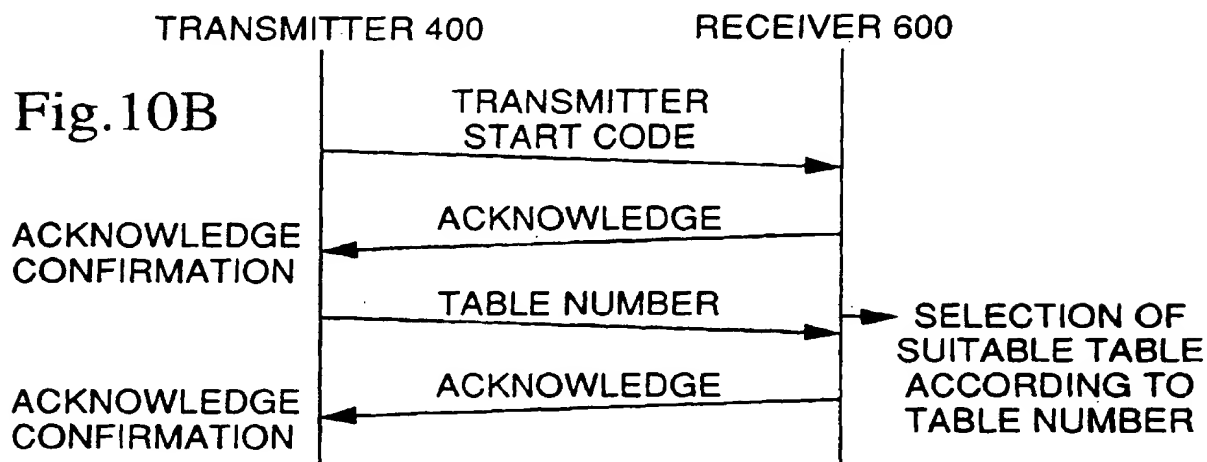 TRANSMITTER 400
RECEIVER 600
Fig.10B
TRANSMITTER
START CODE
ACKNOWLEDGE
ACKNOWLEDGE
CONFIRMATION
TABLE NUMBER
SELECTION OF
SUITABLE TABLE
ACCORDING TO
TABLE NUMBER
ACKNOWLEDGE
ACKNOWLEDGE
CONFIRMATION